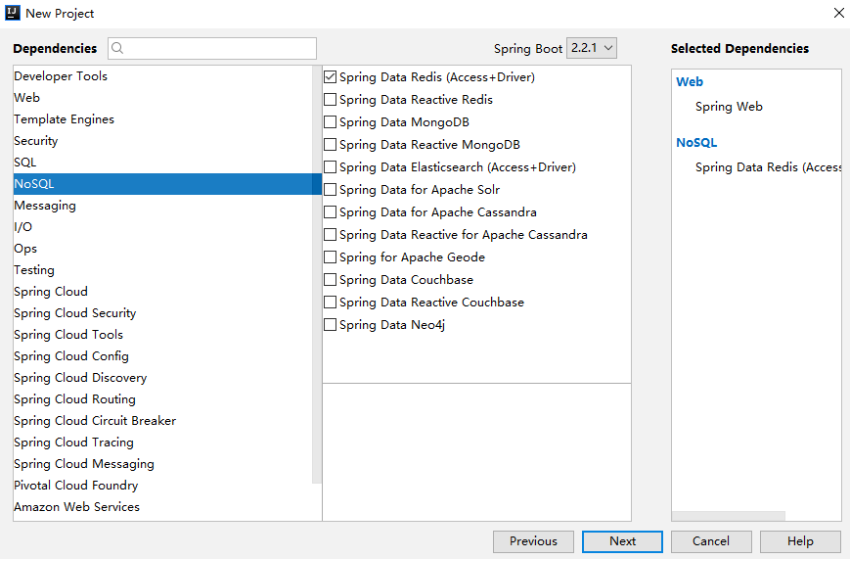 New Project
Dependencies
Spring Boot 2.2.1
Selected Dependencies
Developer Tools
Web
Template Engines
Security
SQL
NoSQL
Messaging
I/O
Ops
Testing
Spring Cloud
Spring Cloud Security
Spring Cloud Tools
Spring Cloud Config
Spring Cloud Discovery
Spring Cloud Routing
Spring Cloud Circuit Breaker
Spring Cloud Tracing
Spring Cloud Messaging
Pivotal Cloud Foundry
Amazon Web Services
Spring Data Redis (Access+Driver)
Spring Data Reactive Redis
Spring Data MongoDB
Spring Data Reactive MongoDB
Spring Data Elasticsearch (Access+Driver)
Spring Data for Apache Solr
Spring Data for Apache Cassandra
Spring Data Reactive for Apache Cassandra
Spring for Apache Geode
Spring Data Couchbase
Spring Data Reactive Couchbase
Spring Data Neo4j
Web
Spring Web
NoSQL
Spring Data Redis (Access
Previous
Next
Cancel
Help